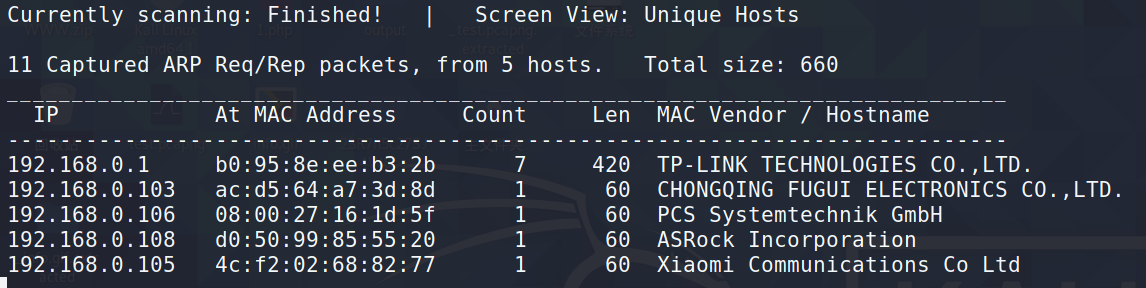 Currently scanning: Finished!   |   Screen View: Unique Hosts
11 Captured ARP Req/Rep packets, from 5 hosts.   Total size: 660
_____________________________________________________________________________
IP            At MAC Address     Count     Len  MAC Vendor / Hostname
-----------------------------------------------------------------------------
192.168.0.1     b0:95:8e:ee:b3:2b      7     420  TP-LINK TECHNOLOGIES CO.,LTD.
192.168.0.103   ac:d5:64:a7:3d:8d      1      60  CHONGQING FUGUI ELECTRONICS CO.,LTD.
192.168.0.106   08:00:27:16:1d:5f      1      60  PCS Systemtechnik GmbH
192.168.0.108   d0:50:99:85:55:20      1      60  ASRock Incorporation
192.168.0.105   4c:f2:02:68:82:77      1      60  Xiaomi Communications Co Ltd